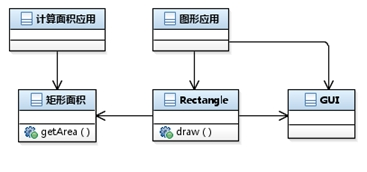 计算面积应用
图形应用
矩形面积
Rectangle
GUI
getArea ( )
draw ( )